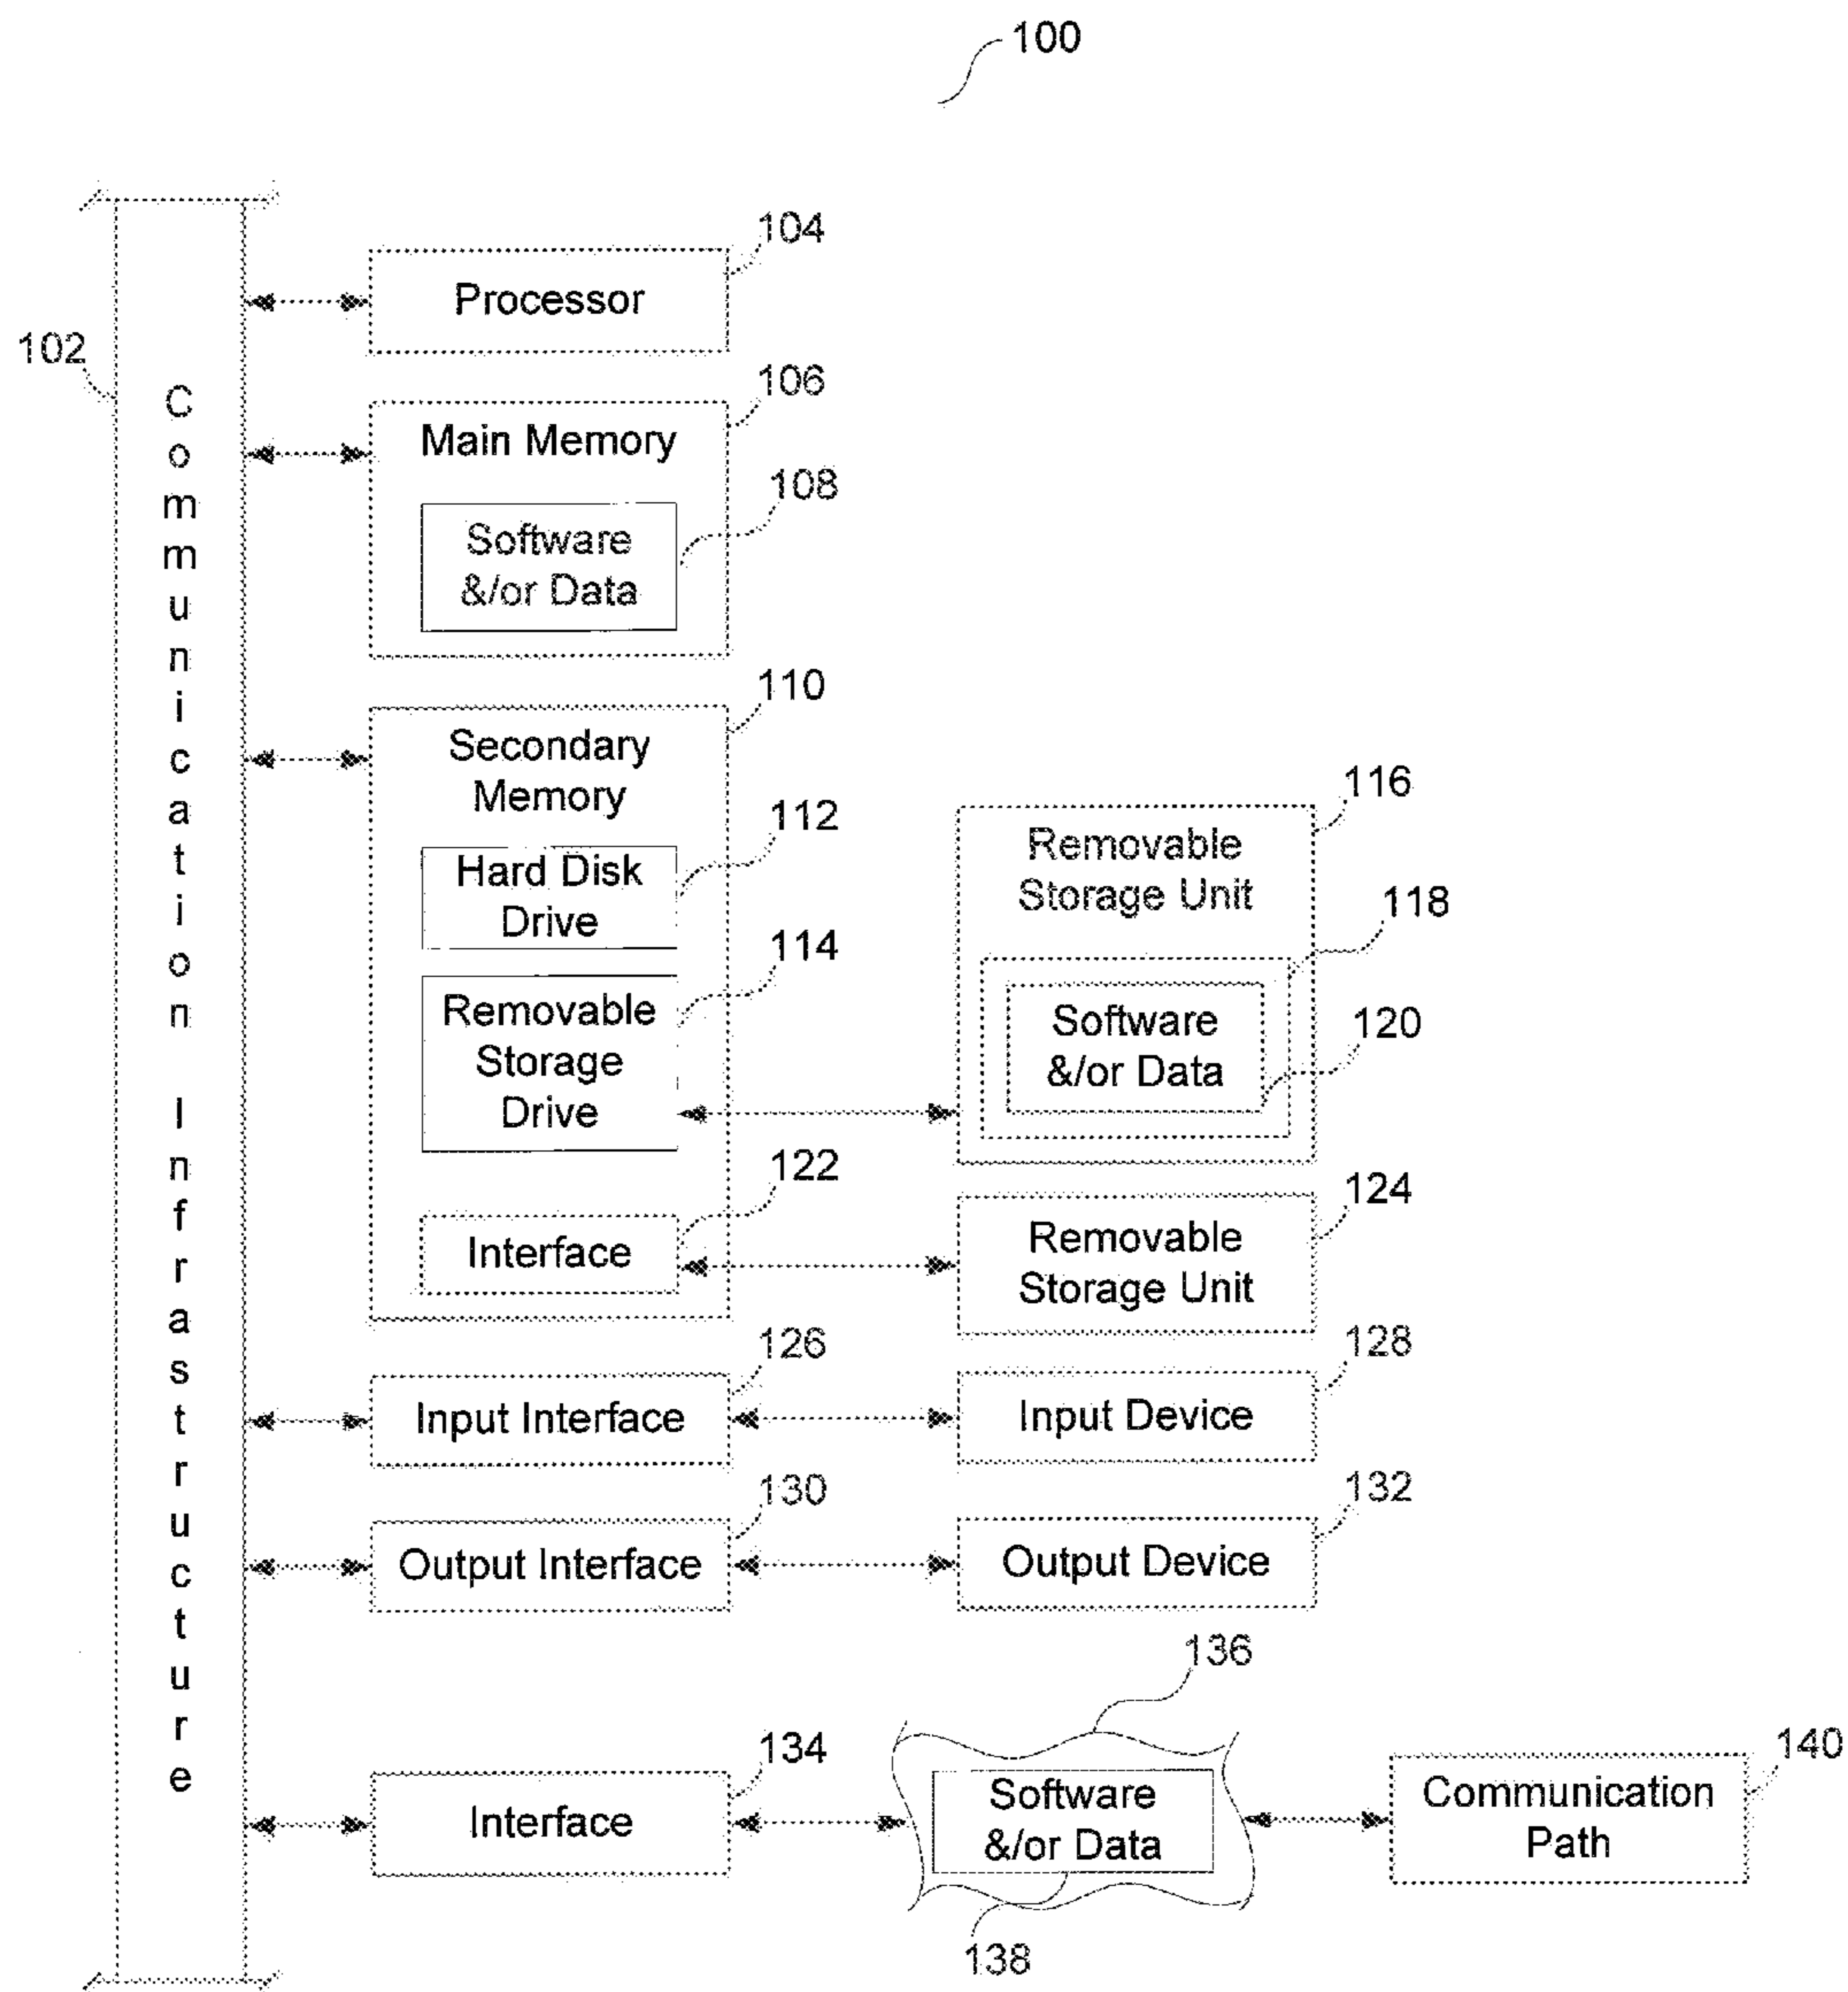 100
104
Processor
102
Communication Infrastructure
106
Main Memory
108
Software
&/or Data
110
Secondary
Memory
112
Hard Disk
Drive
114
Removable
Storage
Drive
116
Removable
Storage Unit
118
Software
&/or Data
120
122
Interface
124
Removable
Storage Unit
126
Input Interface
128
Input Device
130
Output Interface
132
Output Device
134
Interface
136
Software
&/or Data
138
140
Communication
Path